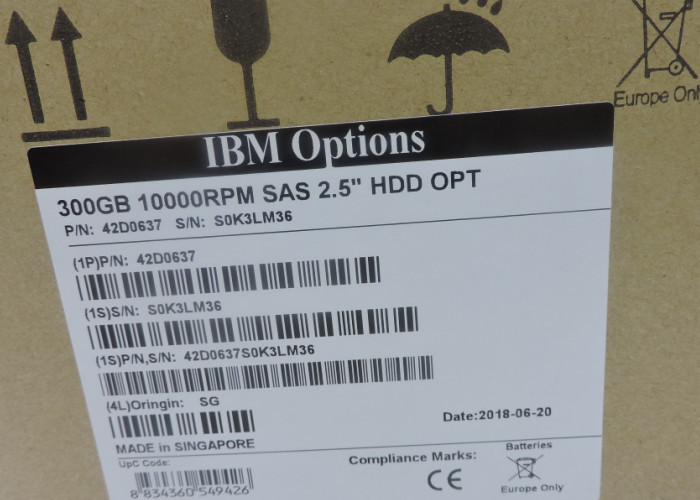 Europe Only
IBM Options
300GB 10000RPM SAS 2.5" HDD OPT
P/N: 42D0637 S/N: S0K3LM36
(1P)P/N: 42D0637
(1S)S/N: S0K3LM36
(1S)P/N,S/N: 42D0637S0K3LM36
(4L)Oringin: SG
Date:2018-06-20
MADE in SINGAPORE
UpC Code:
8 834360 549426
Compliance Marks:
CE
Batteries
Europe Only